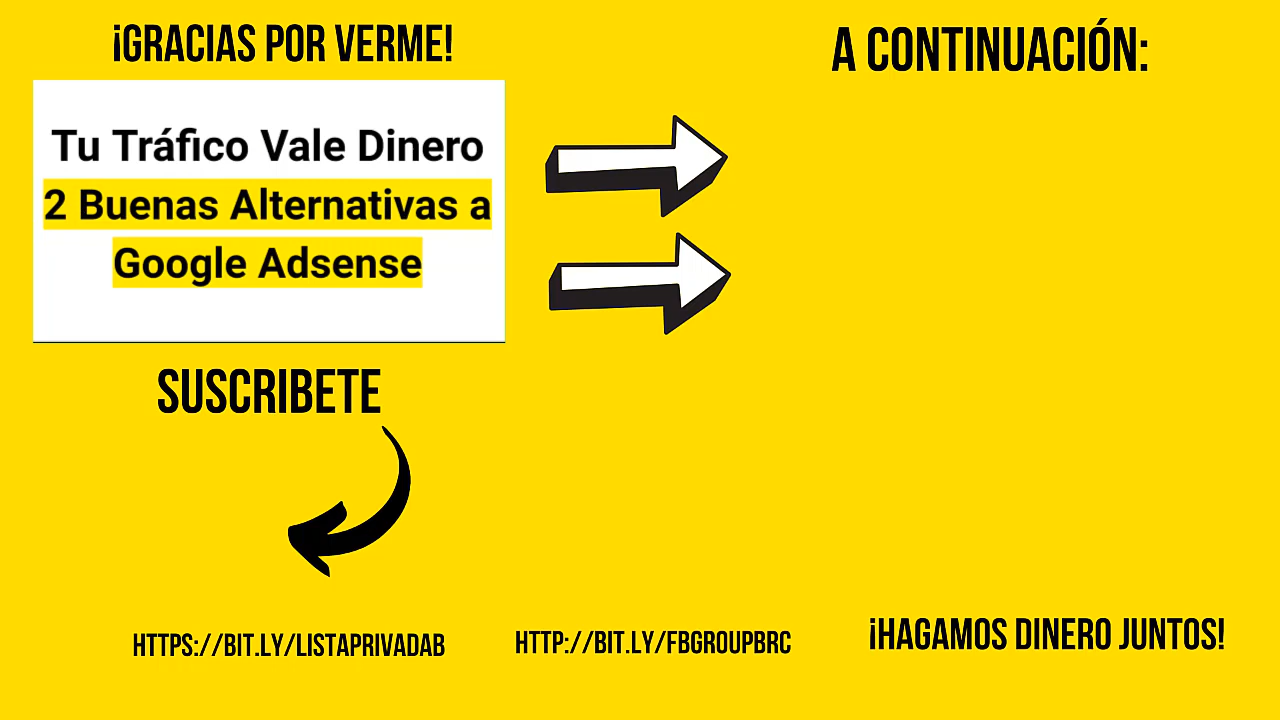 ¡GRACIAS POR VERME!
A CONTINUACIÓN:
Tu Tráfico Vale Dinero
2 Buenas Alternativas a
Google Adsense
SUSCRIBETE
HTTPS://BIT.LY/LISTAPRIVADAB
HTTP://BIT.LY/FBGROUPBRC
¡HAGAMOS DINERO JUNTOS!